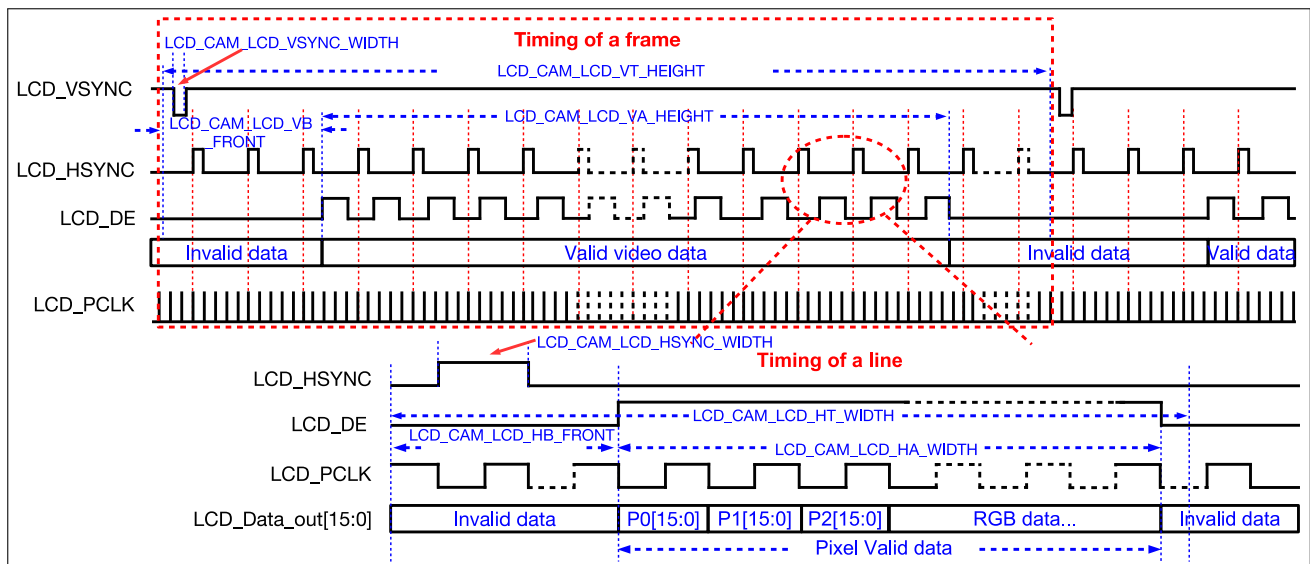 LCD_CAM_LCD_VSYNC_WIDTH
Timing of a frame
LCD_CAM_LCD_VT_HEIGHT
LCD_VSYNC
LCD_CAM_LCD_VB
_FRONT
LCD_CAM_LCD_VA_HEIGHT
LCD_HSYNC
LCD_DE
Invalid data
Valid video data
Invalid data
Valid data
LCD_PCLK
LCD_CAM_LCD_HSYNC_WIDTH
Timing of a line
LCD_HSYNC
LCD_DE
LCD_CAM_LCD_HT_WIDTH
LCD_CAM_LCD_HB_FRONT
LCD_CAM_LCD_HA_WIDTH
LCD_PCLK
LCD_Data_out[15:0]
Invalid data
P0[15:0]
P1[15:0]
P2[15:0]
RGB data...
Invalid data
Pixel Valid data